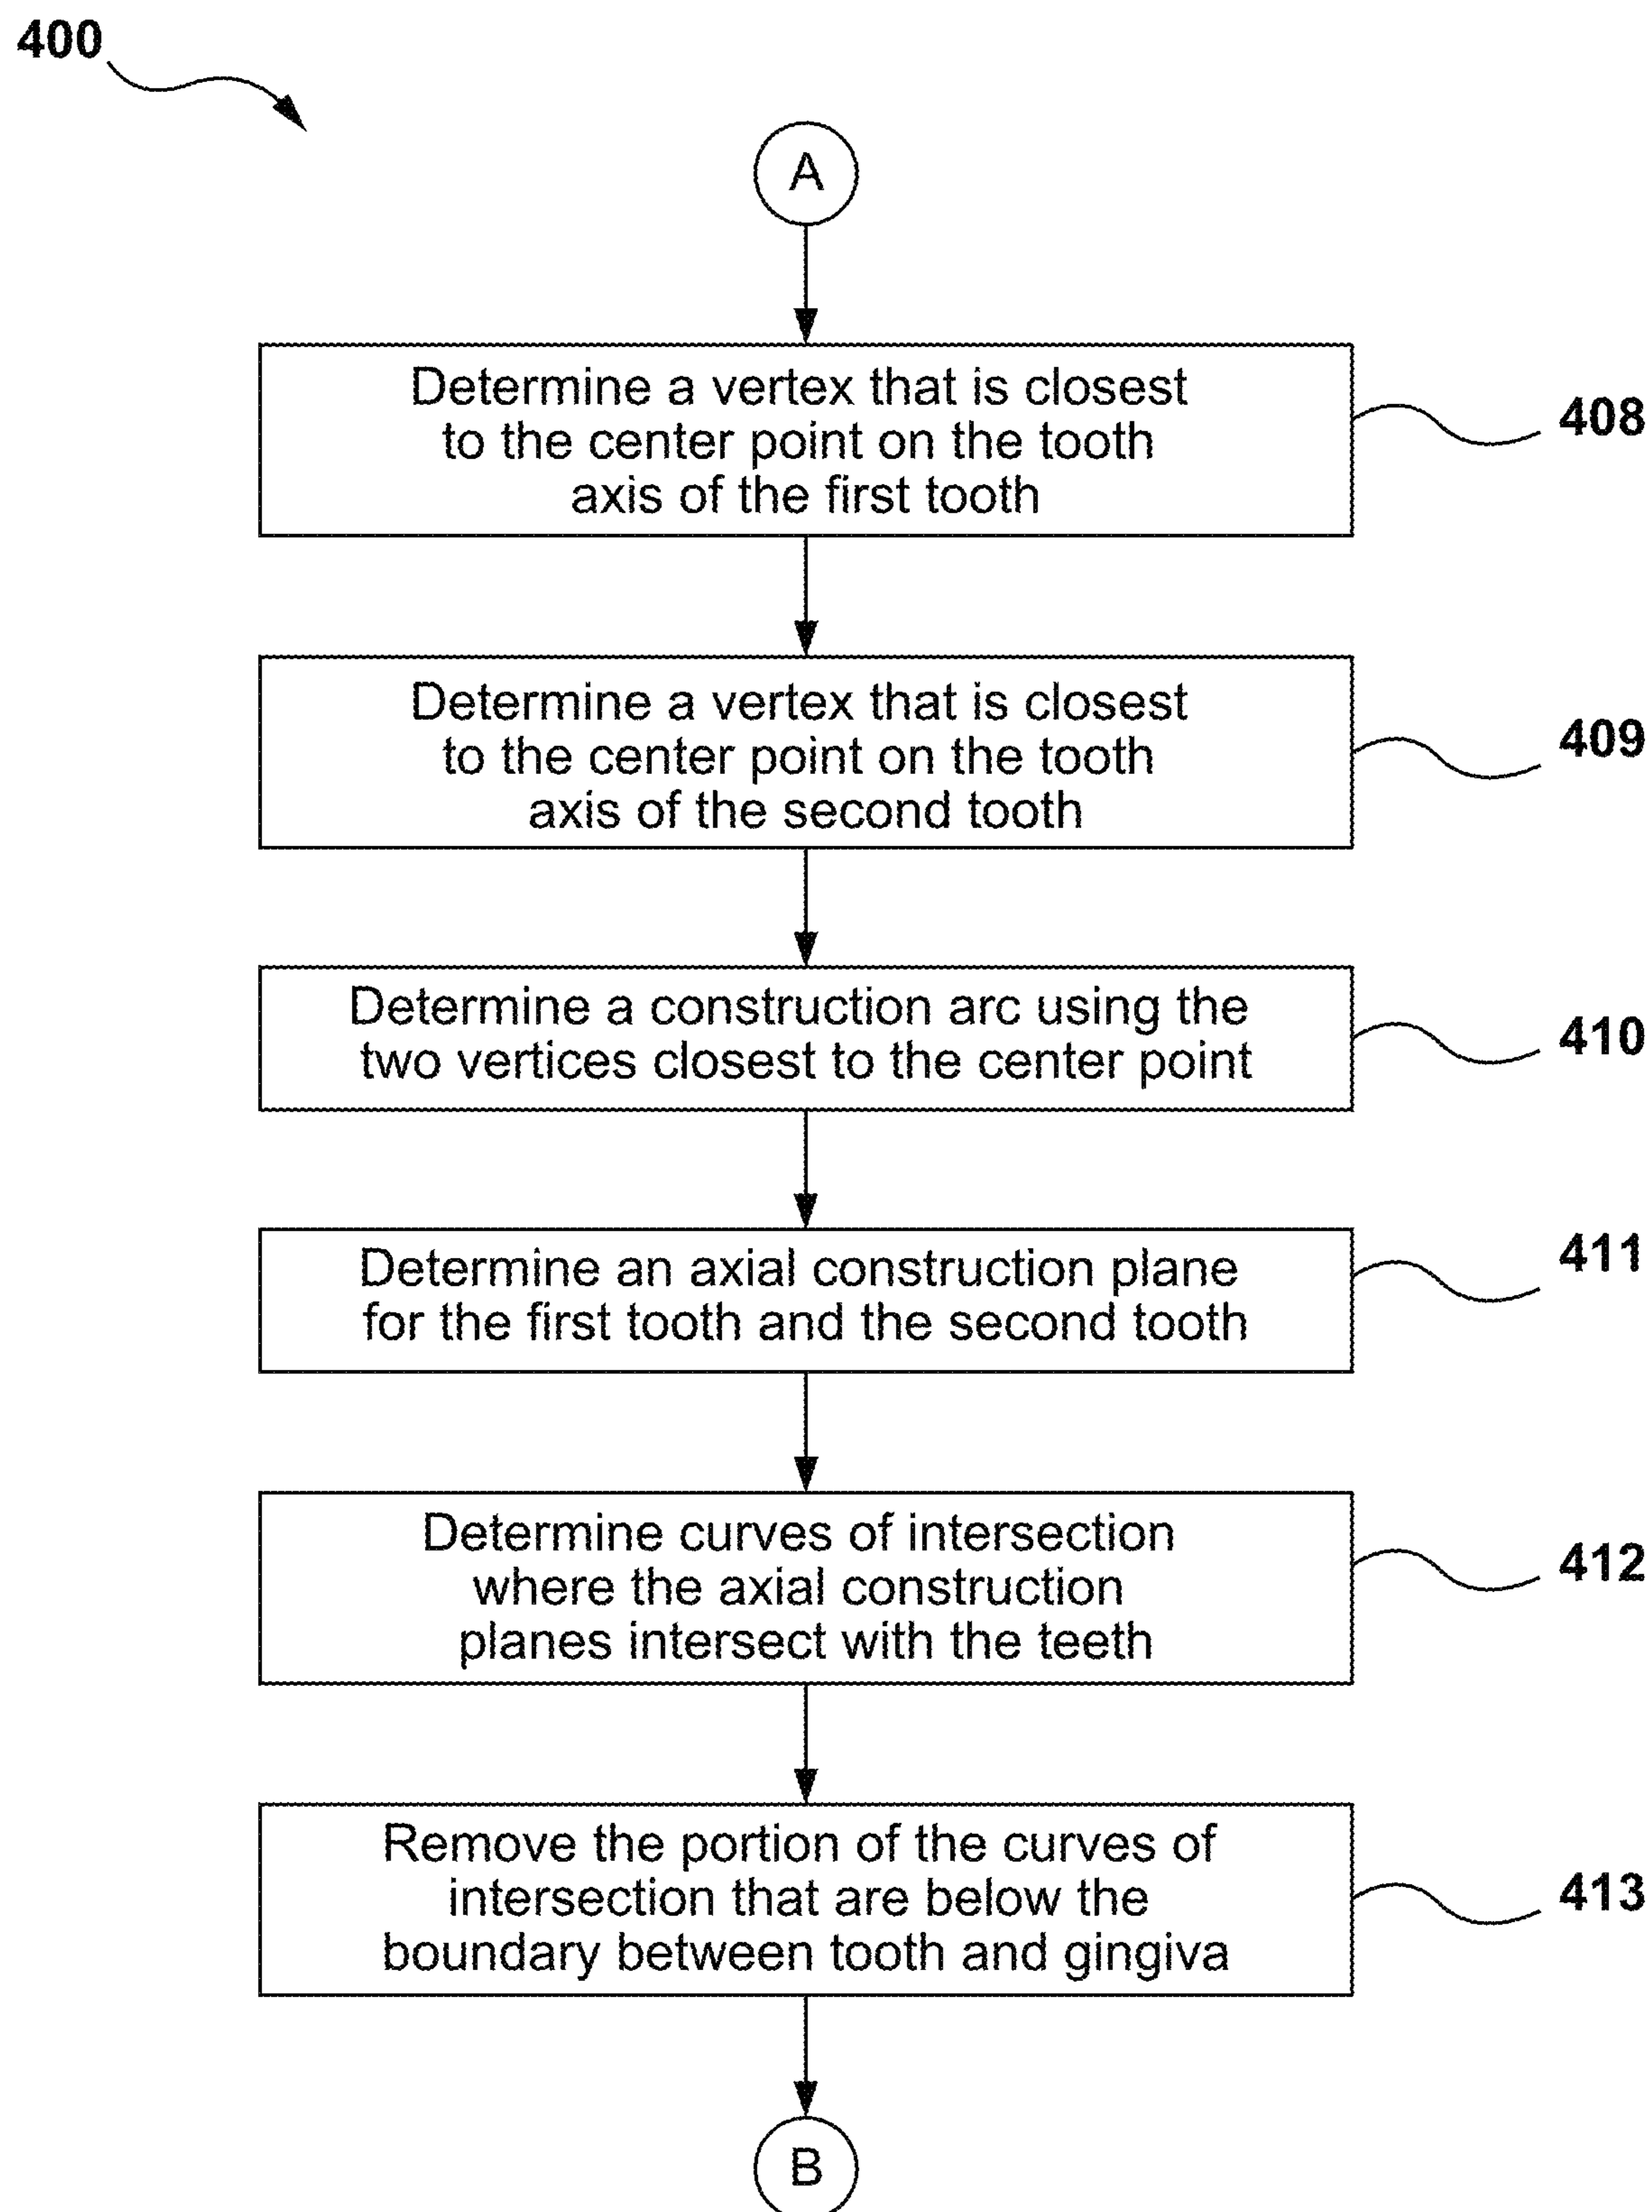 400
A
Determine a vertex that is closest
to the center point on the tooth
axis of the first tooth
408
Determine a vertex that is closest
to the center point on the tooth
axis of the second tooth
409
Determine a construction arc using the
two vertices closest to the center point
410
Determine an axial construction plane
for the first tooth and the second tooth
411
Determine curves of intersection
where the axial construction
planes intersect with the teeth
412
Remove the portion of the curves of
intersection that are below the
boundary between tooth and gingiva
413
B